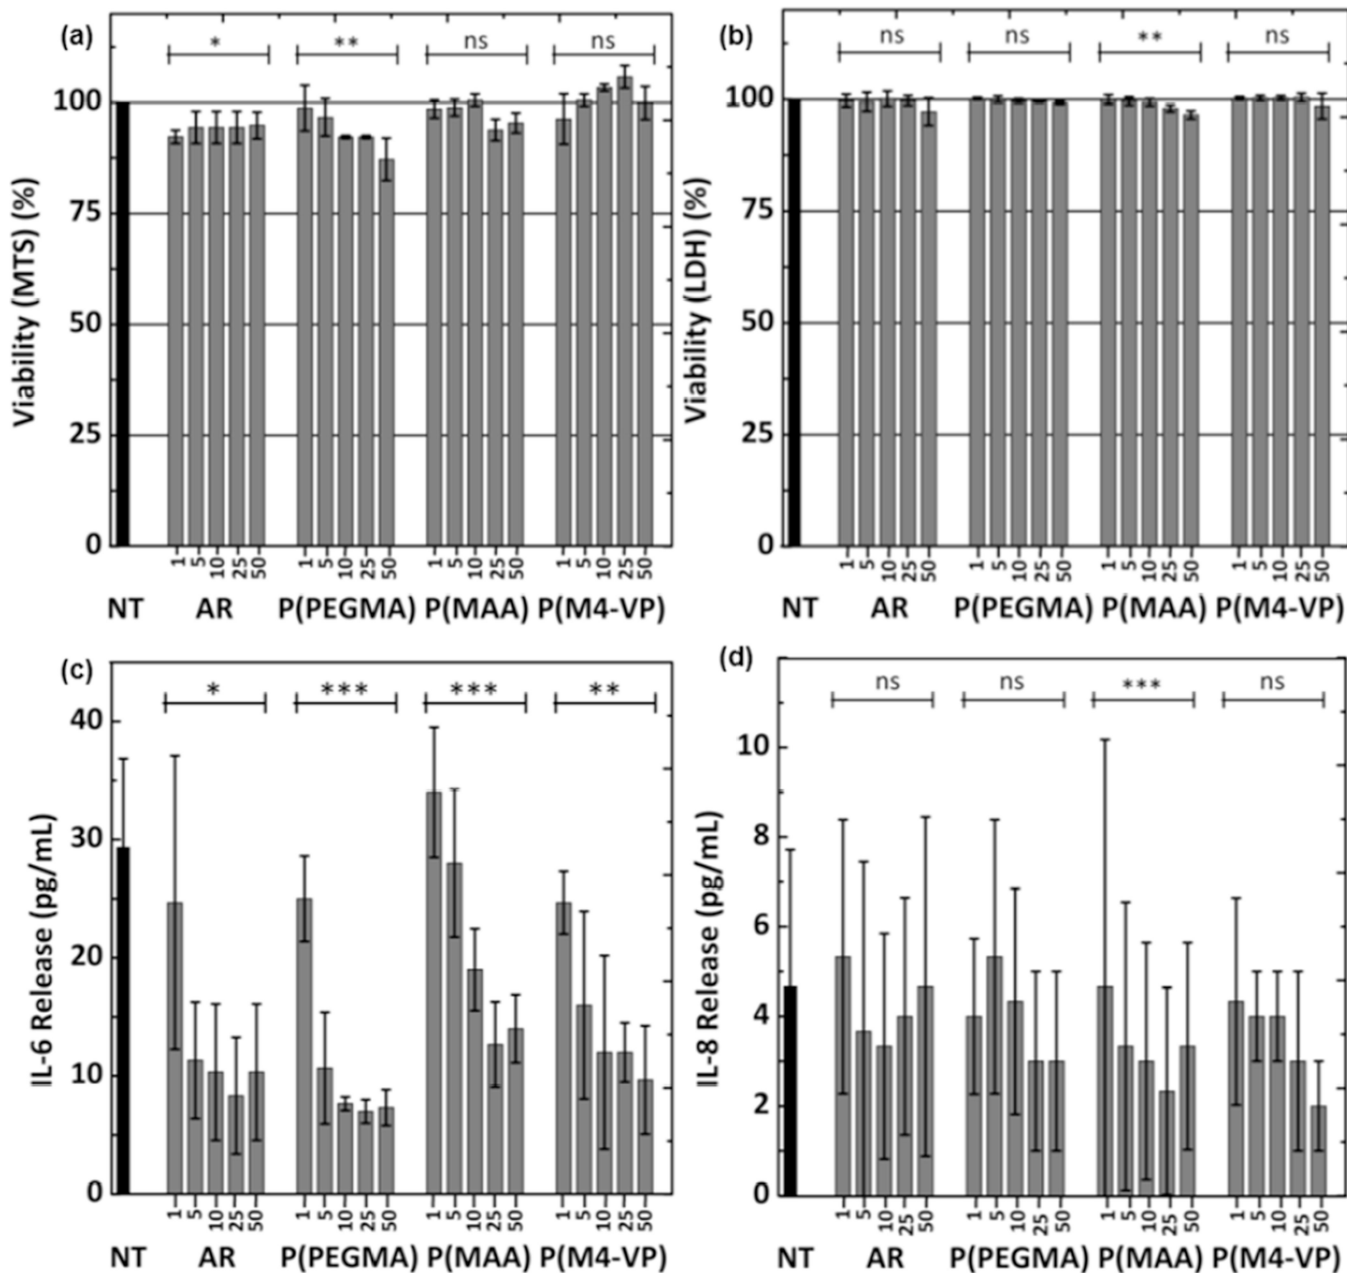 (a)
* ** ns ns
Viability (MTS) (%)
100
75
50
25
0
1 5 10 25 50 1 5 10 25 50 1 5 10 25 50 1 5 10 25 50
NT AR P(PEGMA) P(MAA) P(M4-VP)
(b)
ns ns ** ns
Viability (LDH) (%)
100
75
50
25
0
1 5 10 25 50 1 5 10 25 50 1 5 10 25 50 1 5 10 25 50
NT AR P(PEGMA) P(MAA) P(M4-VP)
(c)
* *** *** **
IL-6 Release (pg/mL)
40
30
20
10
0
1 5 10 25 50 1 5 10 25 50 1 5 10 25 50 1 5 10 25 50
NT AR P(PEGMA) P(MAA) P(M4-VP)
(d)
ns ns *** ns
IL-8 Release (pg/mL)
10
8
6
4
2
0
1 5 10 25 50 1 5 10 25 50 1 5 10 25 50 1 5 10 25 50
NT AR P(PEGMA) P(MAA) P(M4-VP)